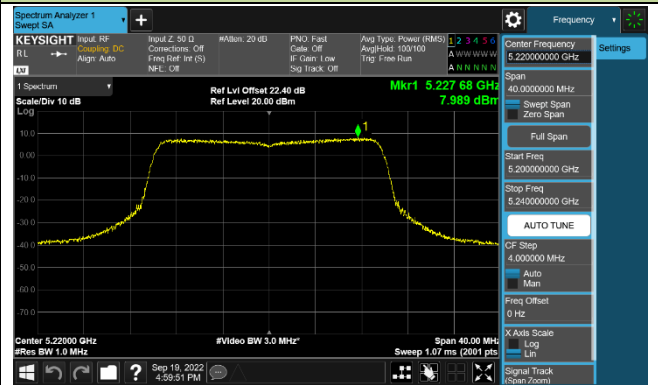 Spectrum Analyzer 1
Swept SA
Frequency
KEYSIGHT
RL
LXI
Input: RF
Coupling: DC
Align: Auto
Input Z: 50 Ω
Corrections: Off
Freq Ref: Int (S)
NFE: Off
#Atten: 20 dB
PNO: Fast
Gate: Off
IF Gain: Low
Sig Track: Off
Avg Type: Power (RMS)
Avg|Hold: 100/100
Trig: Free Run
1 2 3 4 5 6
A W W W W W
A N N N N N
1 Spectrum
Scale/Div 10 dB
Log
Ref Lvl Offset 22.40 dB
Ref Level 20.00 dBm
Mkr1 5.227 68 GHz
7.989 dBm
1
10.0
0.00
-10.0
-20.0
-30.0
-40.0
-50.0
-60.0
-70.0
Center 5.22000 GHz
#Res BW 1.0 MHz
#Video BW 3.0 MHz*
Span 40.00 MHz
Sweep 1.07 ms (2001 pts)
Sep 19, 2022
4:59:51 PM
Center Frequency
5.220000000 GHz
Settings
Span
40.0000000 MHz
Swept Span
Zero Span
Full Span
Start Freq
5.200000000 GHz
Stop Freq
5.240000000 GHz
AUTO TUNE
CF Step
4.000000 MHz
Auto
Man
Freq Offset
0 Hz
X Axis Scale
Log
Lin
Signal Track
(Span Zoom)